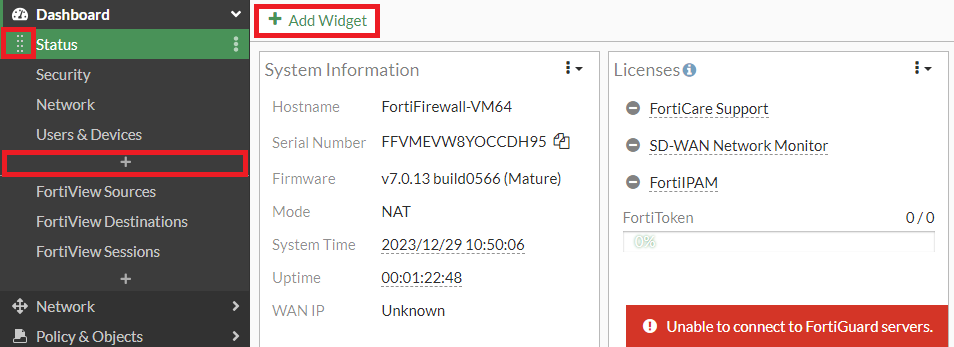 Dashboard
Status
Security
Network
Users & Devices
+
FortiView Sources
FortiView Destinations
FortiView Sessions
+
Network
Policy & Objects
+ Add Widget
System Information
Hostname FortiFirewall-VM64
Serial Number FFVMEVW8YOCCDH95
Firmware v7.0.13 build0566 (Mature)
Mode NAT
System Time 2023/12/29 10:50:06
Uptime 00:01:22:48
WAN IP Unknown
Licenses
FortiCare Support
SD-WAN Network Monitor
FortiIPAM
FortiToken 0 / 0
0%
Unable to connect to FortiGuard servers.